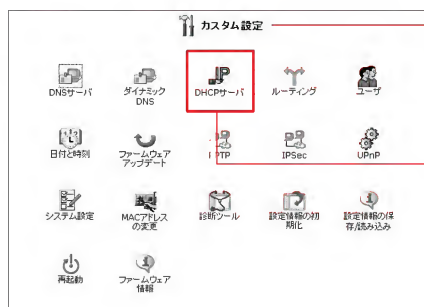 カスタム設定
DNSサーバ
ダイナミック
DNS
DHCPサーバ
ルーティング
ユーザ
日付と時刻
ファームウェア
アップデート
PPTP
IPSec
UPnP
システム設定
MACアドレス
の変更
診断ツール
設定情報の初
期化
設定情報の保
存/読み込み
再起動
ファームウェア
情報